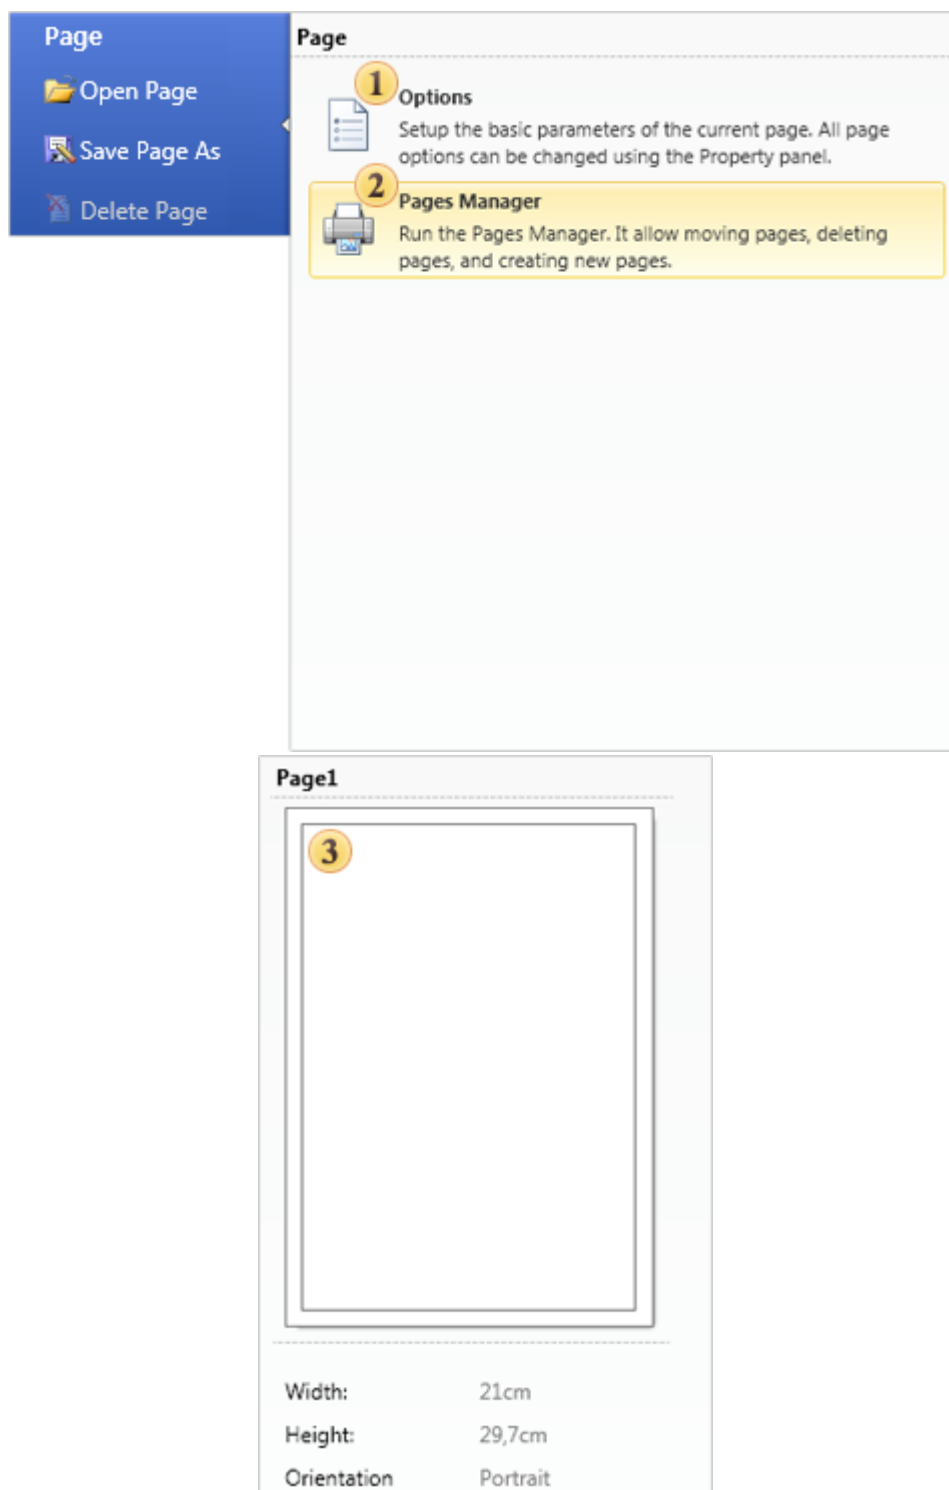 Page
Open Page
Save Page As
Delete Page
Page
1
Options
Setup the basic parameters of the current page. All page
options can be changed using the Property panel.
2
Pages Manager
Run the Pages Manager. It allow moving pages, deleting
pages, and creating new pages.
Page1
3
Width: 21cm
Height: 29,7cm
Orientation Portrait